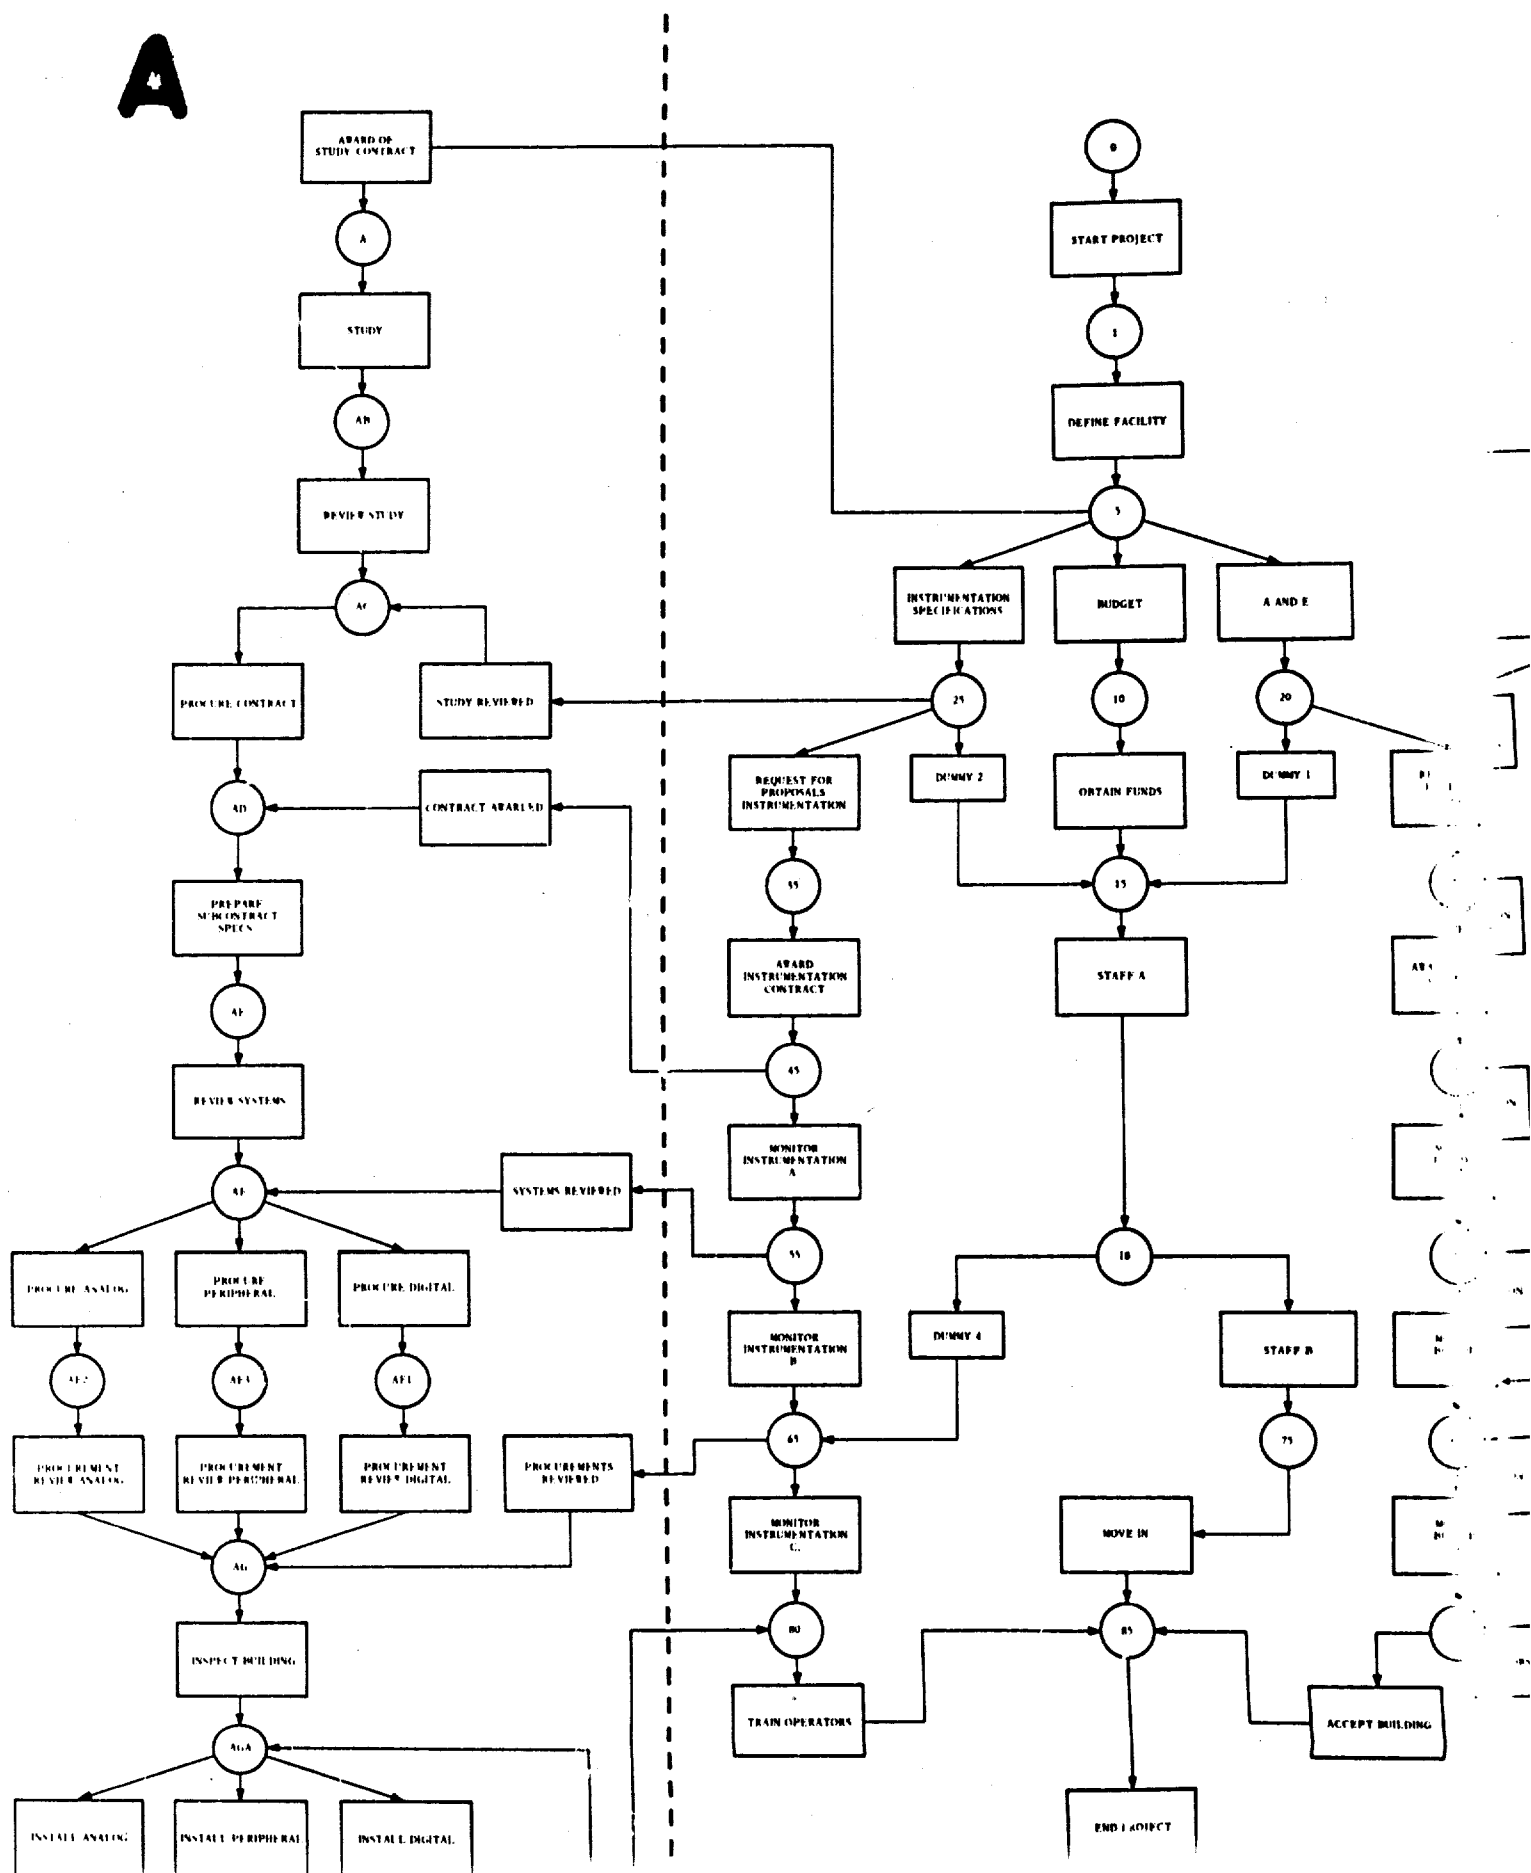 A
AWARD OF
STUDY CONTRACT
A
STUDY
AB
REVIEW STUDY
AC
PROCURE CONTRACT
STUDY REVIEWED
AD
CONTRACT AWARDED
PREPARE
SUBCONTRACT
SPECS
REVIEW SYSTEMS
SYSTEMS REVIEWED
PROCURE ANALOG
PROCURE
PERIPHERAL
PROCURE DIGITAL
PROCUREMENT
REVIEW ANALOG
PROCUREMENT
REVIEW PERIPHERAL
PROCUREMENT
REVIEW DIGITAL
PROCUREMENTS
REVIEWED
AG
INSPECT BUILDING
AGA
INSTALL ANALOG
INSTALL PERIPHERAL
INSTALL DIGITAL
0
START PROJECT
1
DEFINE FACILITY
5
INSTRUMENTATION
SPECIFICATIONS
BUDGET
A AND E
25
10
20
REQUEST FOR
PROPOSALS
INSTRUMENTATION
DUMMY 2
OBTAIN FUNDS
DUMMY 1
35
15
AWARD
INSTRUMENTATION
CONTRACT
STAFF A
45
MONITOR
INSTRUMENTATION
A
55
18
MONITOR
INSTRUMENTATION
B
DUMMY 4
STAFF B
65
75
MONITOR
INSTRUMENTATION
C
MOVE IN
80
85
TRAIN OPERATORS
ACCEPT BUILDING
END PROJECT